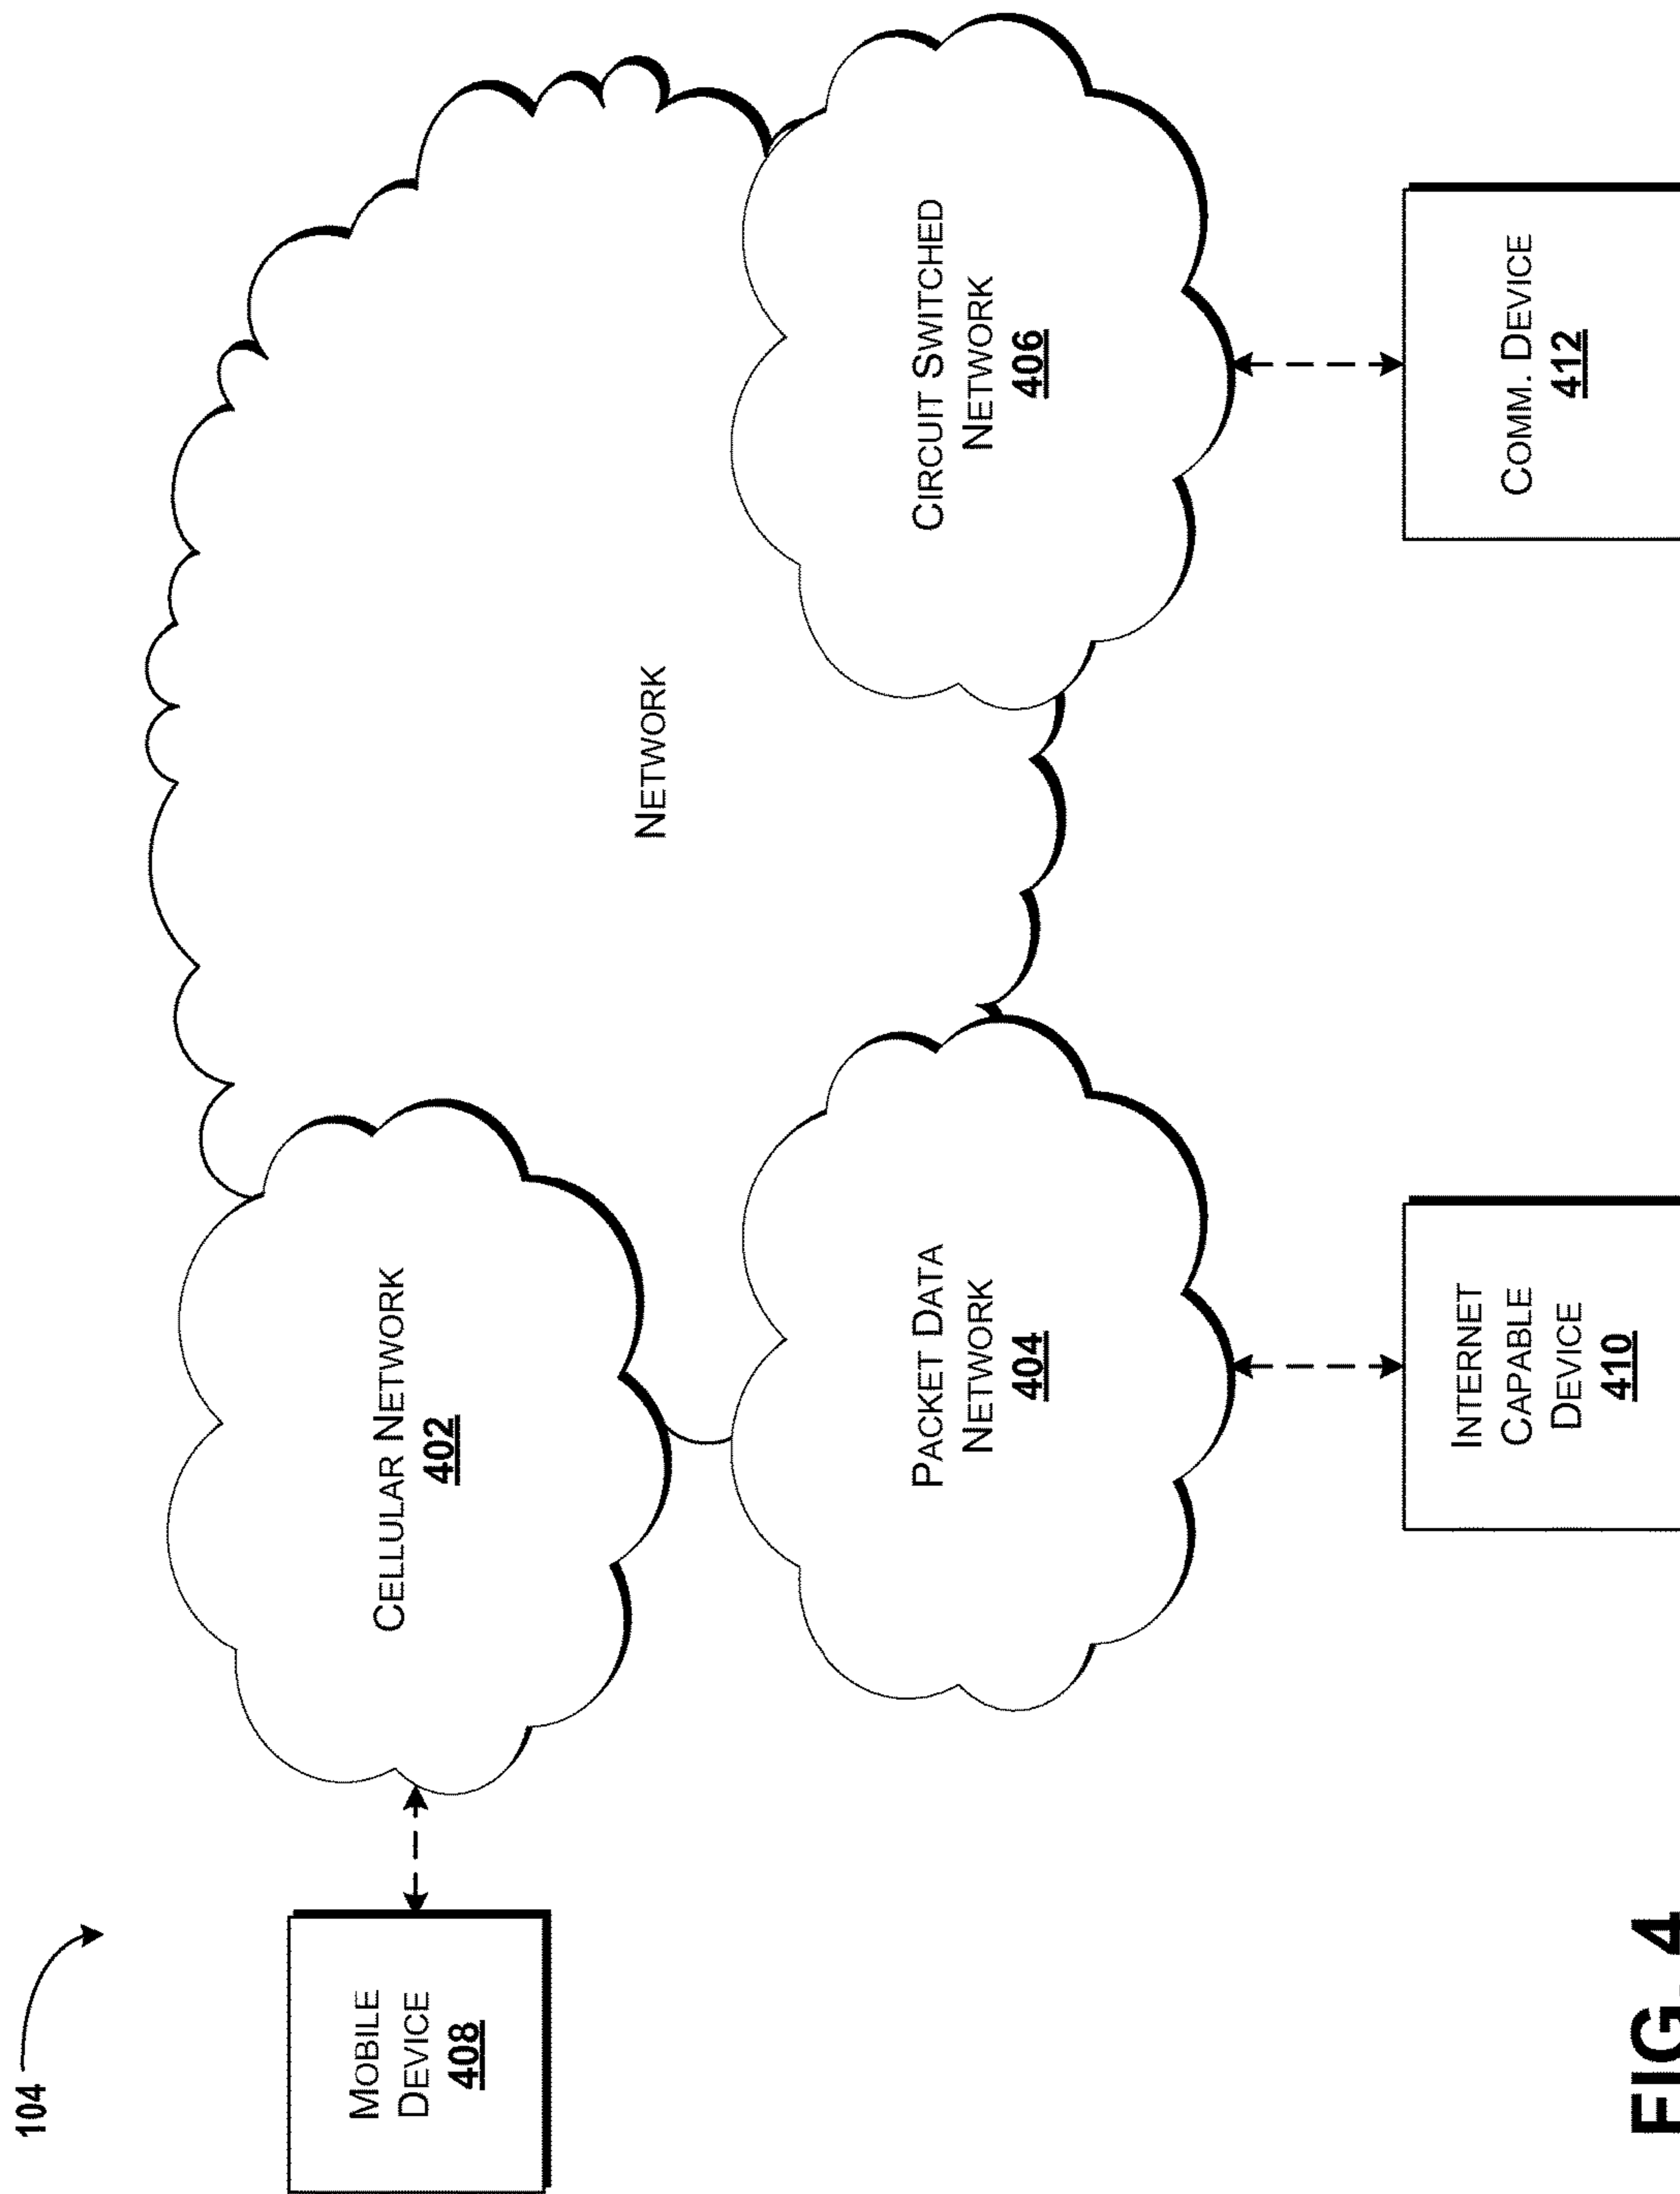 104
MOBILE
DEVICE
408
CELLULAR NETWORK
402
NETWORK
PACKET DATA
NETWORK
404
CIRCUIT SWITCHED
NETWORK
406
INTERNET
CAPABLE
DEVICE
410
COMM. DEVICE
412
FIG. 4